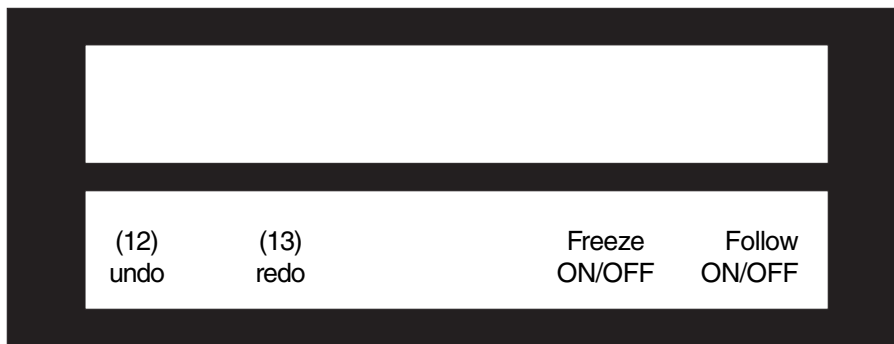 (12) (13) Freeze Follow
undo redo ON/OFF ON/OFF